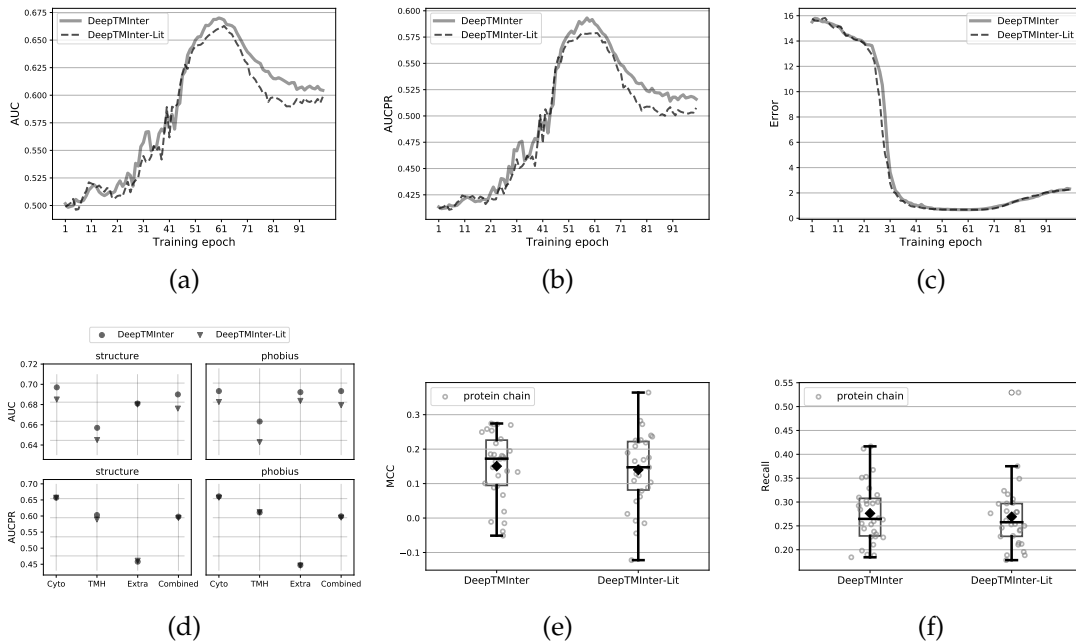 0.675
0.650
0.625
0.600
0.575
0.550
0.525
0.500
AUC
DeepTMInter
DeepTMInter-Lit
1 11 21 31 41 51 61 71 81 91
Training epoch
(a)
0.600
0.575
0.550
0.525
0.500
0.475
0.450
0.425
AUCPR
DeepTMInter
DeepTMInter-Lit
1 11 21 31 41 51 61 71 81 91
Training epoch
(b)
16
14
12
10
8
6
4
2
0
Error
DeepTMInter
DeepTMInter-Lit
1 11 21 31 41 51 61 71 81 91
Training epoch
(c)
DeepTMInter DeepTMInter-Lit
structure phobius
0.72
0.70
0.68
0.66
0.64
AUC
structure phobius
0.70
0.65
0.60
0.55
0.50
0.45
AUCPR
Cyto TMH Extra Combined Cyto TMH Extra Combined
(d)
protein chain
0.3
0.2
0.1
0.0
−0.1
MCC
DeepTMInter DeepTMInter-Lit
(e)
protein chain
0.55
0.50
0.45
0.40
0.35
0.30
0.25
0.20
Recall
DeepTMInter DeepTMInter-Lit
(f)